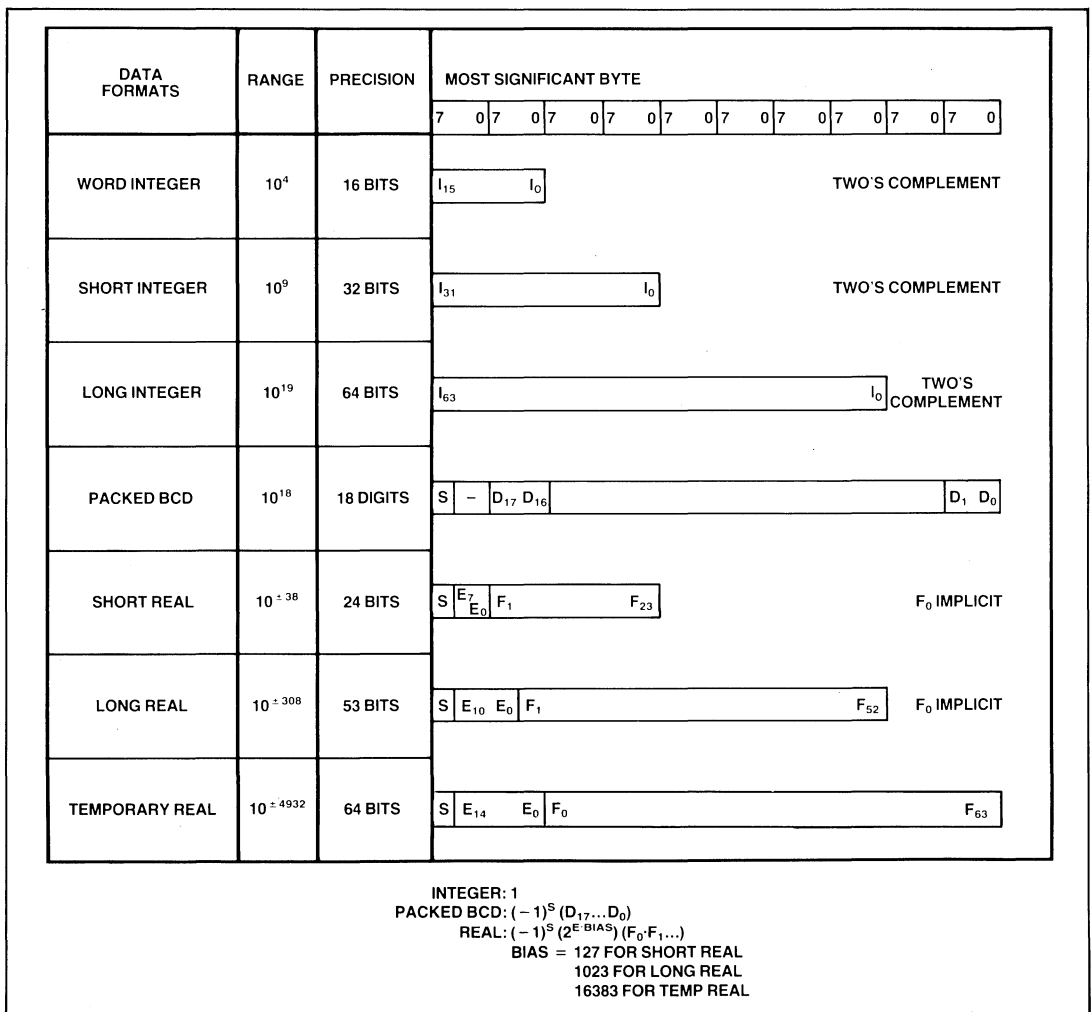 DATA FORMATS RANGE PRECISION MOST SIGNIFICANT BYTE
7 0 7 0 7 0 7 0 7 0 7 0 7 0 7 0 7 0 7 0
WORD INTEGER 10⁴ 16 BITS I₁₅ I₀ TWO'S COMPLEMENT
SHORT INTEGER 10⁹ 32 BITS I₃₁ I₀ TWO'S COMPLEMENT
LONG INTEGER 10¹⁹ 64 BITS I₆₃ I₀ TWO'S COMPLEMENT
PACKED BCD 10¹⁸ 18 DIGITS S – D₁₇ D₁₆ D₁ D₀
SHORT REAL 10^±38 24 BITS S E₇ E₀ F₁ F₂₃ F₀ IMPLICIT
LONG REAL 10^±308 53 BITS S E₁₀ E₀ F₁ F₅₂ F₀ IMPLICIT
TEMPORARY REAL 10^±4932 64 BITS S E₁₄ E₀ F₀ F₆₃
INTEGER: 1
PACKED BCD: (–1)^S (D₁₇...D₀)
REAL: (–1)^S (2^E·BIAS) (F₀·F₁...)
BIAS = 127 FOR SHORT REAL
1023 FOR LONG REAL
16383 FOR TEMP REAL